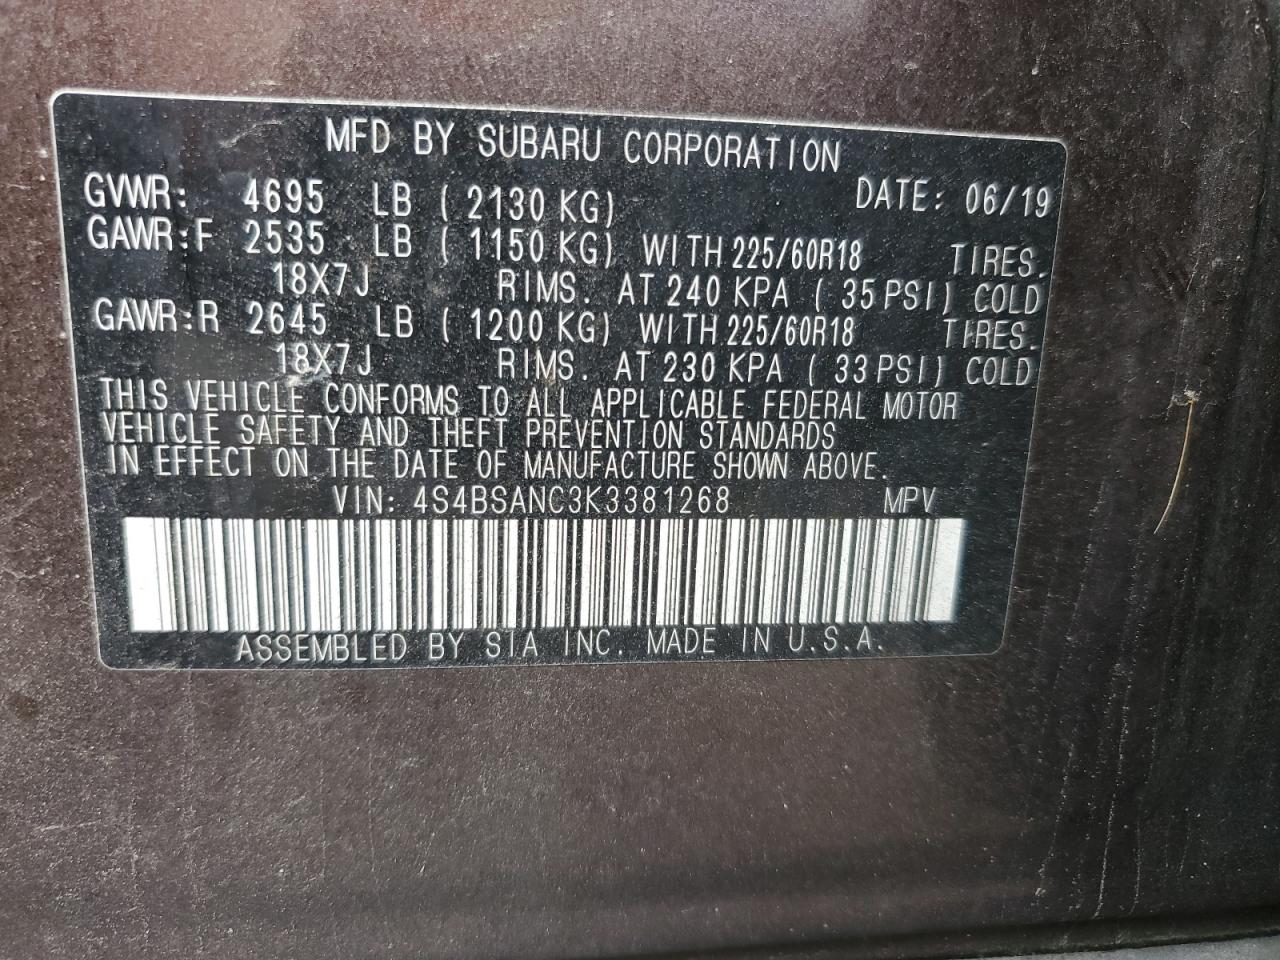 MFD BY SUBARU CORPORATION
GVWR: 4695 LB ( 2130 KG) DATE: 06/19
GAWR:F 2535 LB ( 1150 KG) WITH 225/60R18 TIRES.
18X7J RIMS. AT 240 KPA ( 35 PSI) COLD
GAWR:R 2645 LB ( 1200 KG) WITH 225/60R18 TIRES.
18X7J RIMS. AT 230 KPA ( 33 PSI) COLD
THIS VEHICLE CONFORMS TO ALL APPLICABLE FEDERAL MOTOR
VEHICLE SAFETY AND THEFT PREVENTION STANDARDS
IN EFFECT ON THE DATE OF MANUFACTURE SHOWN ABOVE.
VIN: 4S4BSANC3K3381268 MPV
ASSEMBLED BY SIA INC. MADE IN U.S.A.